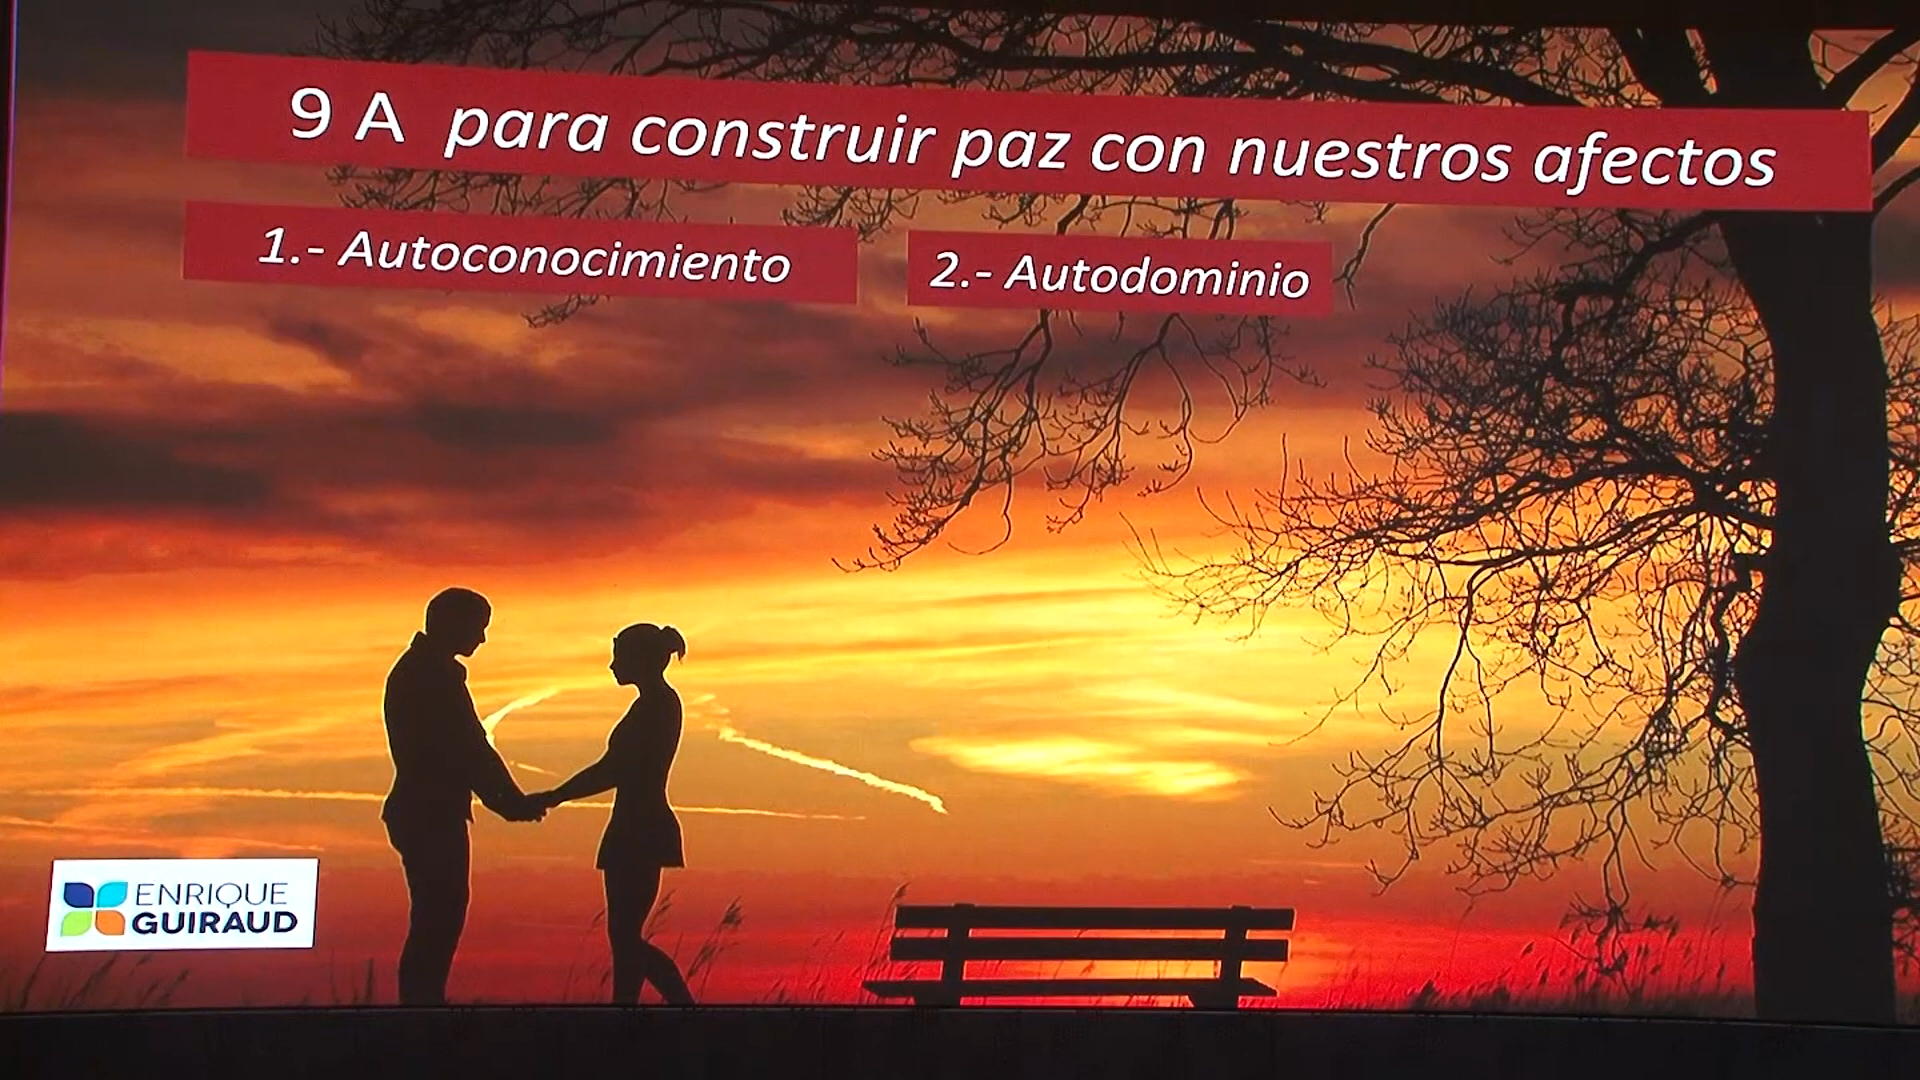 9 A para construir paz con nuestros afectos
1.- Autoconocimiento
2.- Autodominio
ENRIQUE
GUIRAUD